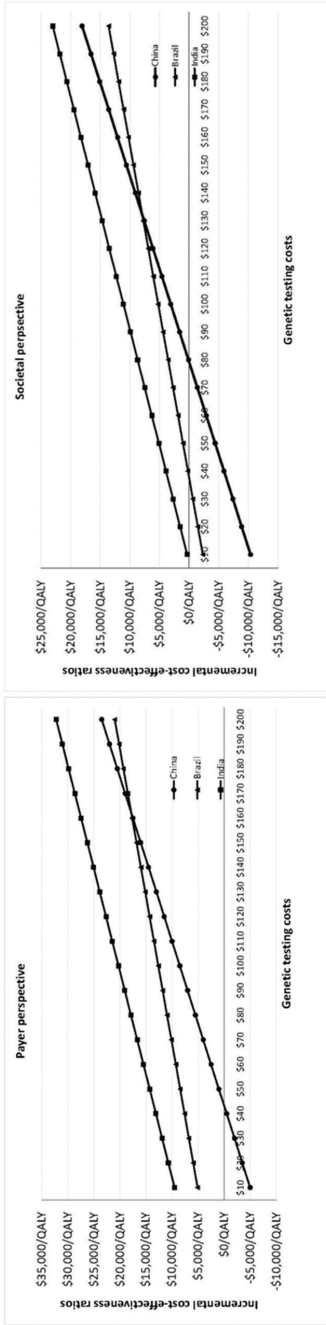 Payer perspective
Incremental cost-effectiveness ratios
$35,000/QALY
$30,000/QALY
$25,000/QALY
$20,000/QALY
$15,000/QALY
$10,000/QALY
$5,000/QALY
$0/QALY
-$5,000/QALY
-$10,000/QALY
$10 $20 $30 $40 $50 $60 $70 $80 $90 $100 $110 $120 $130 $140 $150 $160 $170 $180 $190 $200
Genetic testing costs
China
Brazil
India
Societal perpsective
Incremental cost-effectiveness ratios
$25,000/QALY
$20,000/QALY
$15,000/QALY
$10,000/QALY
$5,000/QALY
$0/QALY
-$5,000/QALY
-$10,000/QALY
-$15,000/QALY
$10 $20 $30 $40 $50 $60 $70 $80 $90 $100 $110 $120 $130 $140 $150 $160 $170 $180 $190 $200
Genetic testing costs
China
Brazil
India